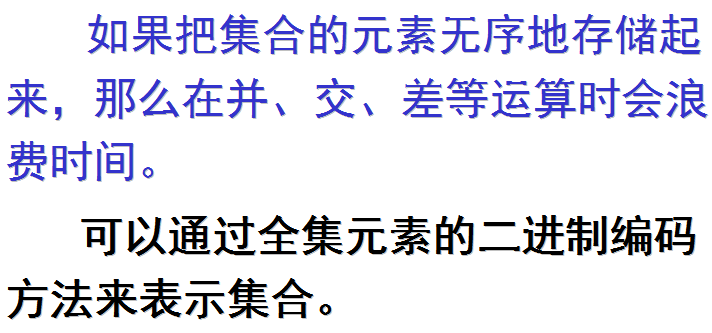 如果把集合的元素无序地存储起
来，那么在并、交、差等运算时会浪
费时间。
可以通过全集元素的二进制编码
方法来表示集合。